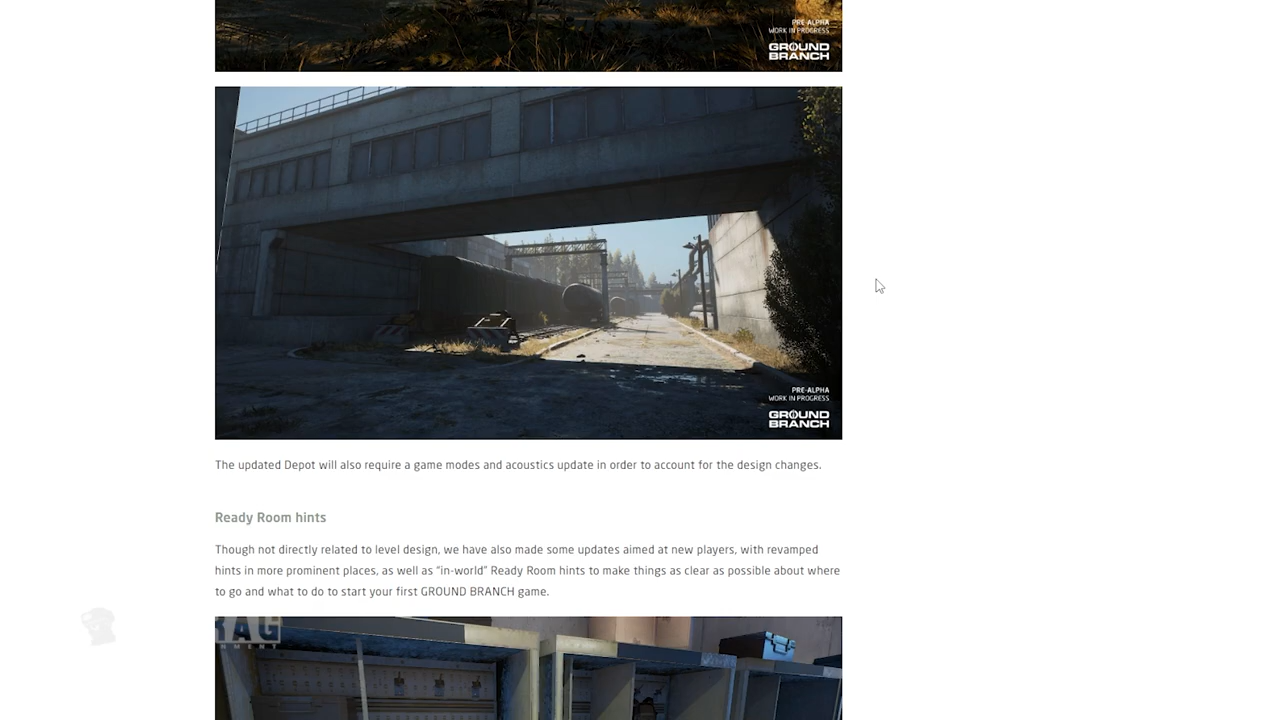 PRE-ALPHA
WORK IN PROGRESS
GROUND
BRANCH
PRE-ALPHA
WORK IN PROGRESS
GROUND
BRANCH
The updated Depot will also require a game modes and acoustics update in order to account for the design changes.
Ready Room hints
Though not directly related to level design, we have also made some updates aimed at new players, with revamped
hints in more prominent places, as well as "in-world" Ready Room hints to make things as clear as possible about where
to go and what to do to start your first GROUND BRANCH game.